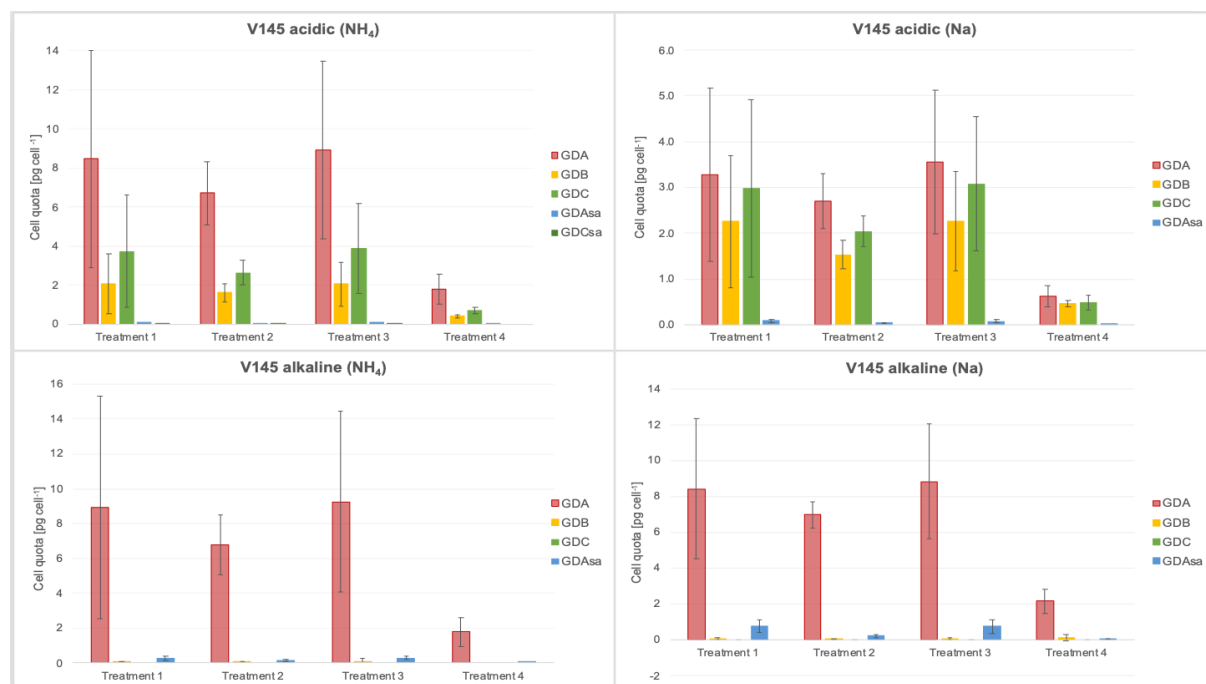 V145 acidic (NH₄)
14
12
10
8
6
4
2
0
Cell quota [pg cell ⁻¹]
Treatment 1 Treatment 2 Treatment 3 Treatment 4
GDA
GDB
GDC
GDAsa
GDCsa
V145 acidic (Na)
6.0
5.0
4.0
3.0
2.0
1.0
0.0
Cell quota [pg cell ⁻¹]
Treatment 1 Treatment 2 Treatment 3 Treatment 4
GDA
GDB
GDC
GDAsa
V145 alkaline (NH₄)
16
14
12
10
8
6
4
2
0
Cell quota [pg cell⁻¹]
Treatment 1 Treatment 2 Treatment 3 Treatment 4
GDA
GDB
GDC
GDAsa
V145 alkaline (Na)
14
12
10
8
6
4
2
0
-2
Cell quota [pg cell⁻¹]
Treatment 1 Treatment 2 Treatment 3 Treatment 4
GDA
GDB
GDC
GDAsa